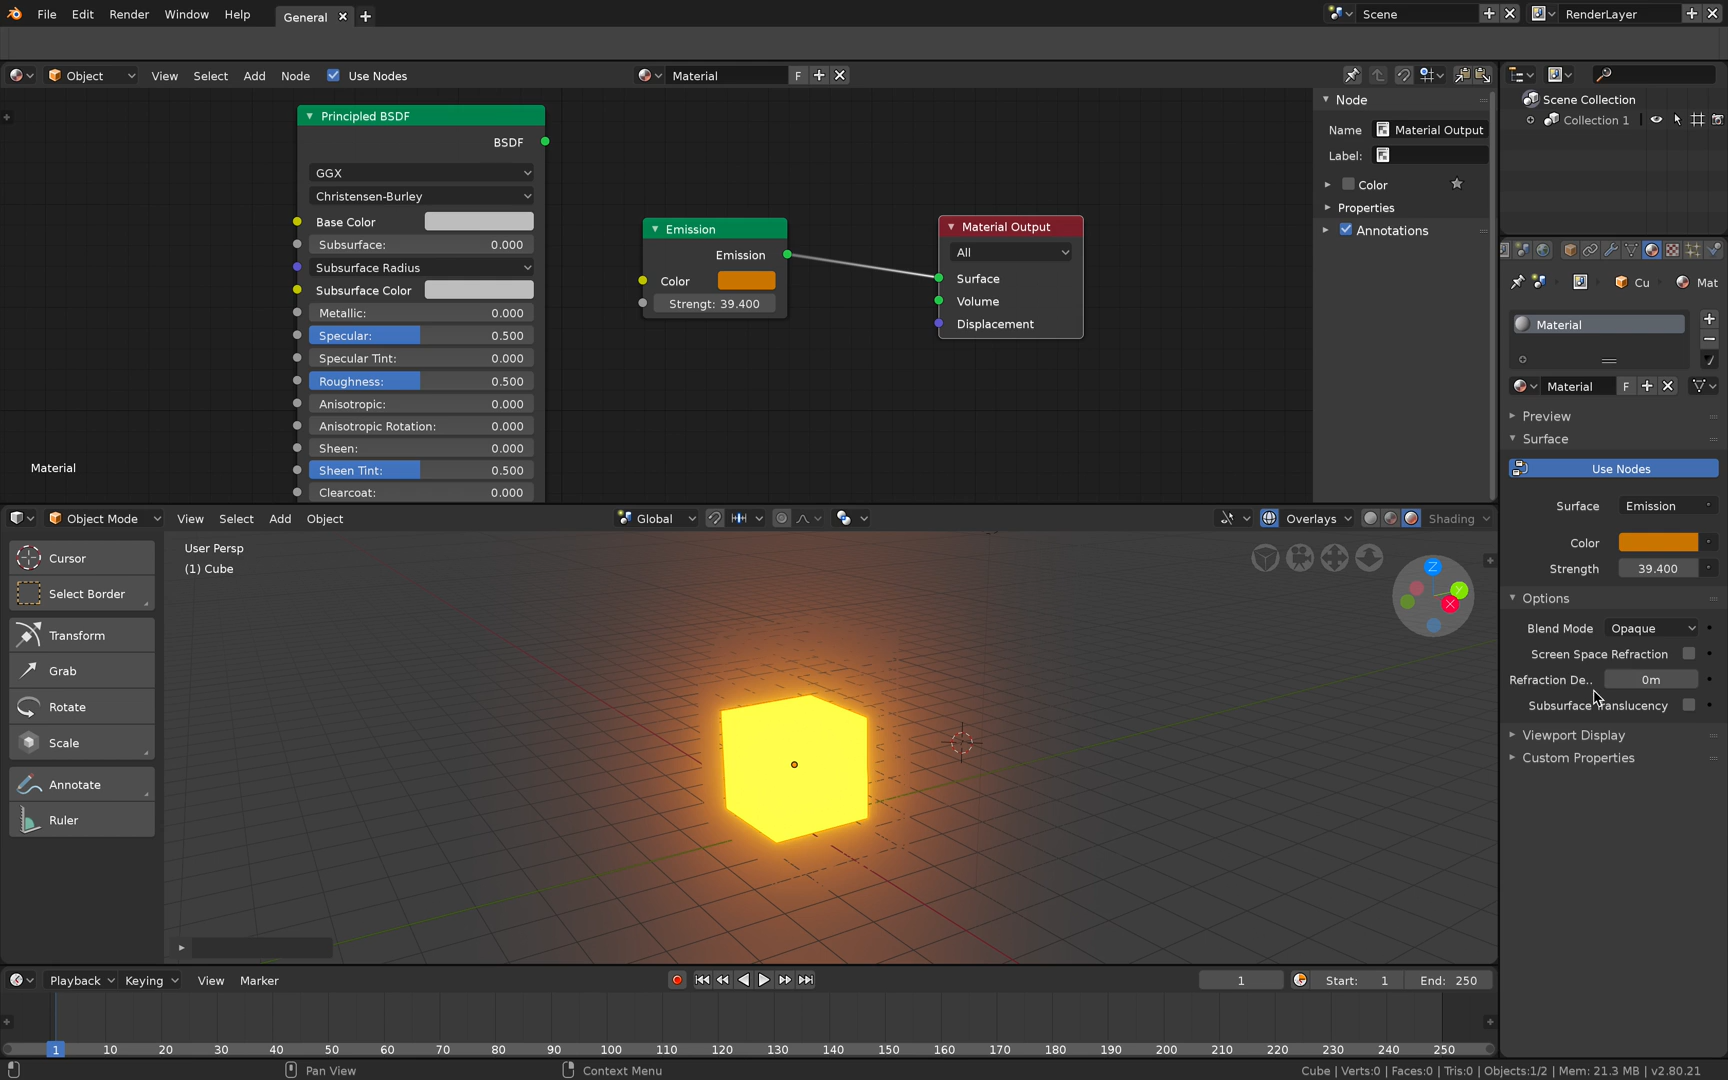 File Edit Render Window Help General Scene RenderLayer
Object View Select Add Node Use Nodes Material F
Principled BSDF
BSDF
GGX
Christensen-Burley
Base Color
Subsurface: 0.000
Subsurface Radius
Subsurface Color
Metallic: 0.000
Specular: 0.500
Specular Tint: 0.000
Roughness: 0.500
Anisotropic: 0.000
Anisotropic Rotation: 0.000
Sheen: 0.000
Sheen Tint: 0.500
Clearcoat: 0.000
Material
Emission
Emission
Color
Strengt: 39.400
Material Output
All
Surface
Volume
Displacement
Node
Name Material Output
Label:
Color
Properties
Annotations
Scene Collection
Collection 1
Cu Mat
Material
Material F
Preview
Surface
Use Nodes
Surface Emission
Color
Strength 39.400
Options
Blend Mode Opaque
Screen Space Refraction
Refraction De.. 0m
Subsurface Translucency
Viewport Display
Custom Properties
Object Mode View Select Add Object Global Overlays Shading
Cursor
Select Border
Transform
Grab
Rotate
Scale
Annotate
Ruler
User Persp
(1) Cube
Z
Y
X
Playback Keying View Marker 1 Start: 1 End: 250
1 10 20 30 40 50 60 70 80 90 100 110 120 130 140 150 160 170 180 190 200 210 220 230 240 250
Pan View Context Menu Cube | Verts:0 | Faces:0 | Tris:0 | Objects:1/2 | Mem: 21.3 MB | v2.80.21